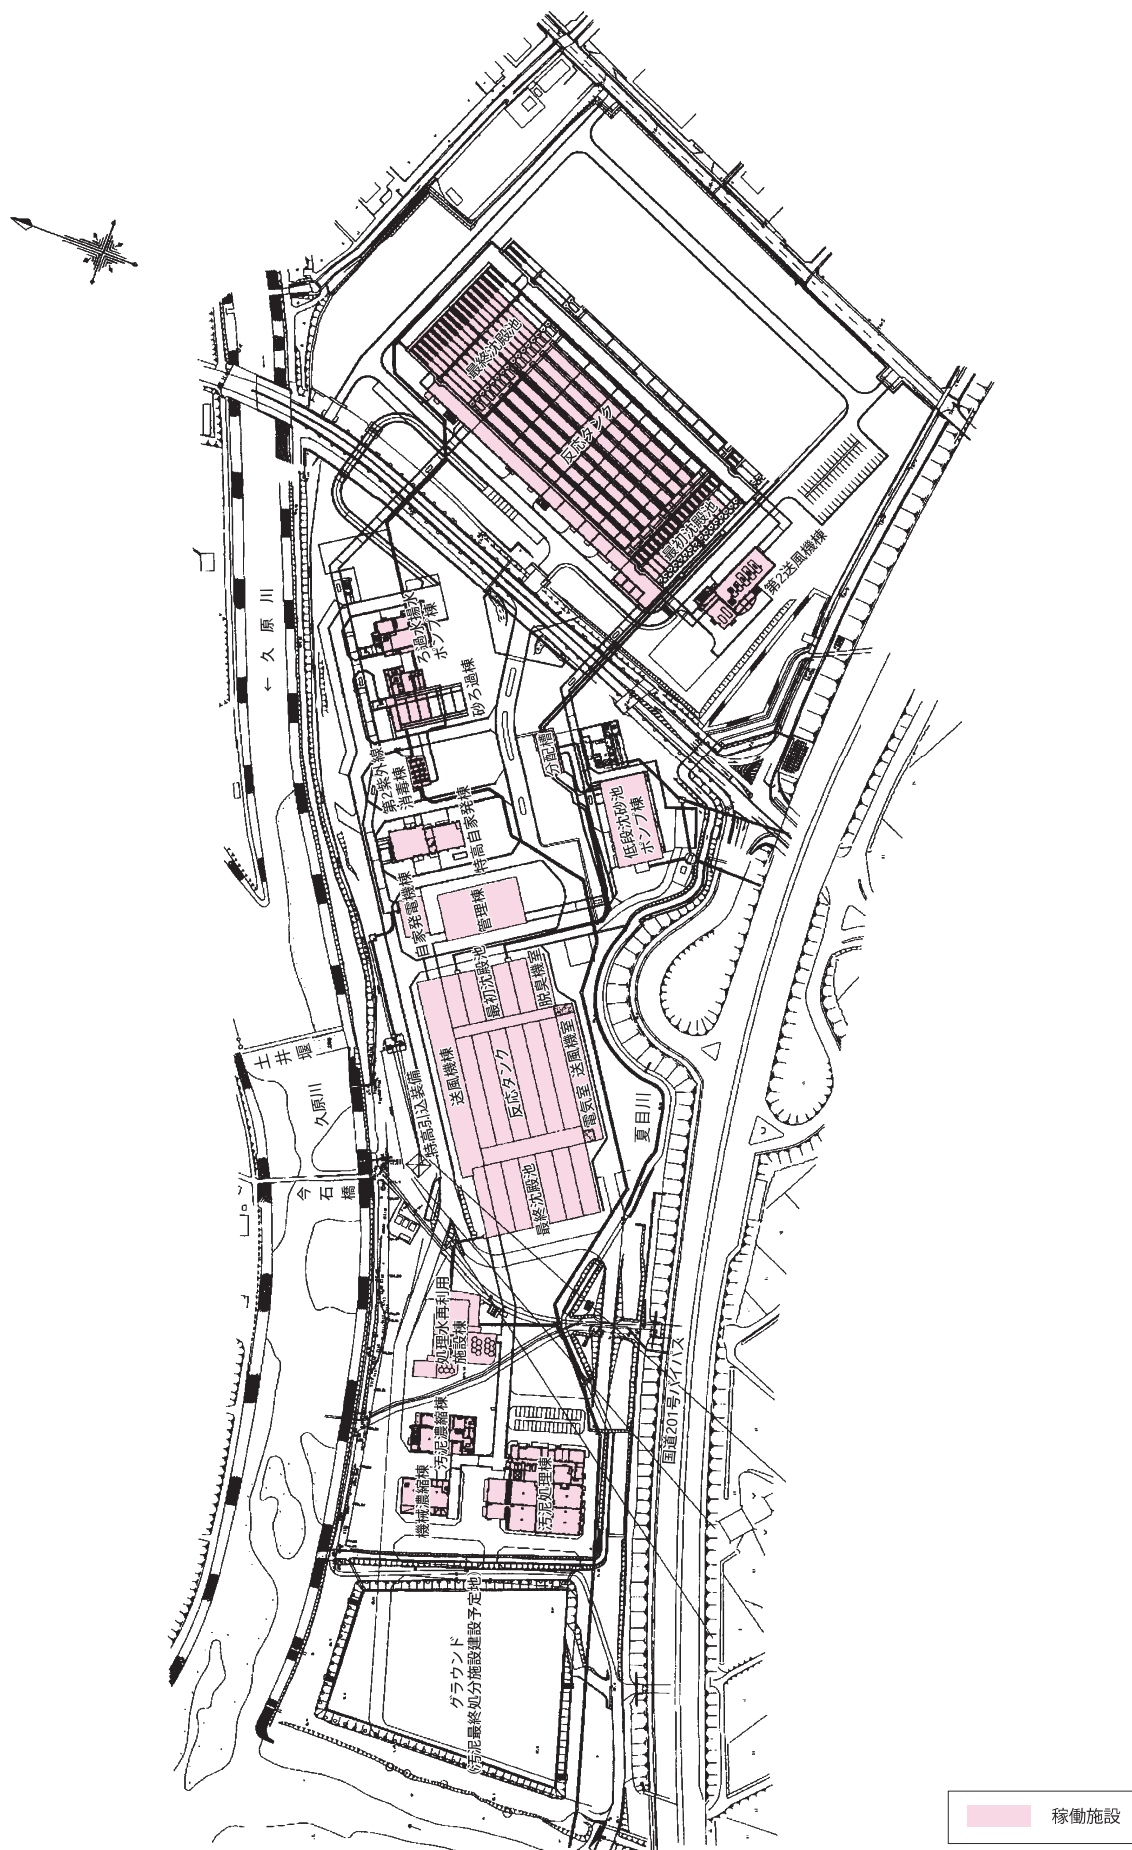 最終沈殿池
反応タンク
最初沈殿池
第2送風機棟
← 久原川
ろ過水揚水
ポンプ棟
砂ろ過棟
第2紫外線
消毒棟
分配槽
低段沈砂池
ポンプ棟
特高自家発棟
自家発電機棟
管理棟
最初沈殿池
脱臭機室
送風機棟
反応タンク
送風機室
電気室
最終沈殿池
土井堰
久原川
特高引込装備
夏目川
今石橋
処理水再利用
施設棟
国道201号バイパス
汚泥濃縮棟
機械濃縮棟
汚泥処理棟
グラウンド
(汚泥最終処分施設建設予定地)
稼働施設